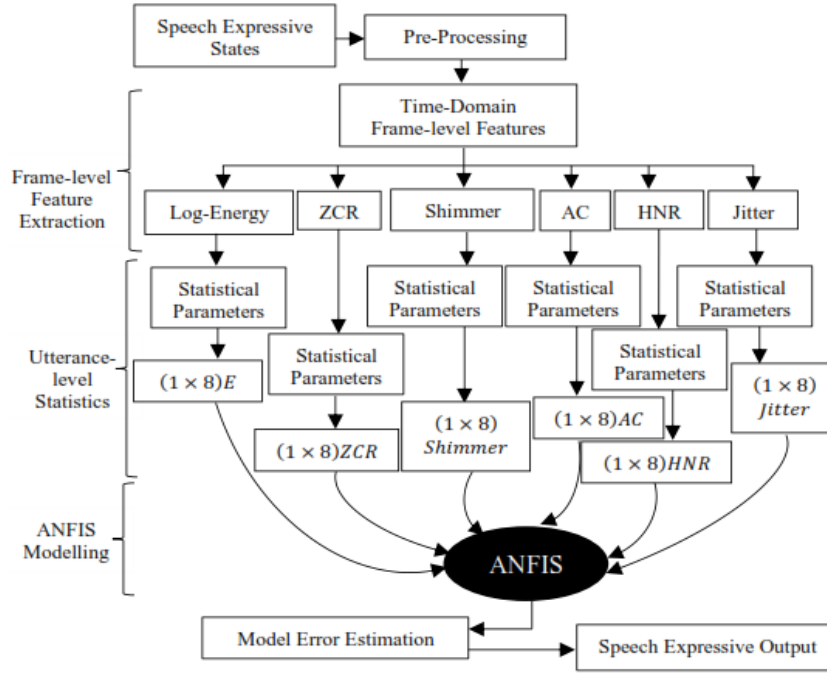 Speech Expressive
States
Pre-Processing
Time-Domain
Frame-level Features
Frame-level
Feature
Extraction
Log-Energy
ZCR
Shimmer
AC
HNR
Jitter
Utterance-
level
Statistics
Statistical
Parameters
Statistical
Parameters
Statistical
Parameters
Statistical
Parameters
Statistical
Parameters
Statistical
Parameters
(1 × 8)E
(1 × 8)ZCR
(1 × 8)
Shimmer
(1 × 8)AC
(1 × 8)HNR
(1 × 8)
Jitter
ANFIS
Modelling
ANFIS
Model Error Estimation
Speech Expressive Output